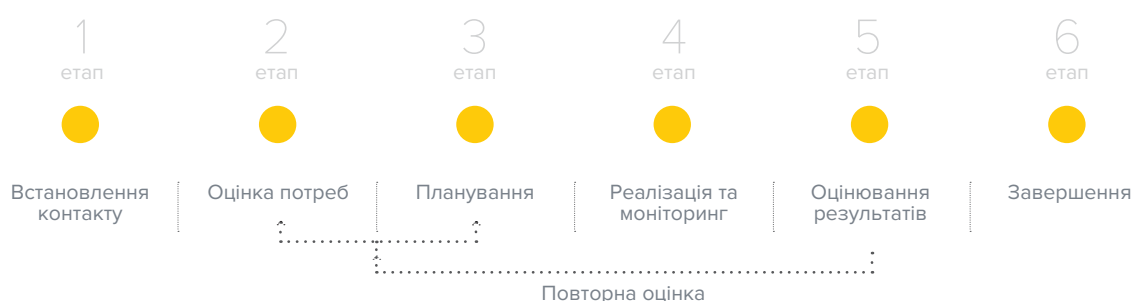 1
етап
2
етап
3
етап
4
етап
5
етап
6
етап
Встановлення
контакту
Оцінка потреб
Планування
Реалізація та
моніторинг
Оцінювання
результатів
Завершення
Повторна оцінка